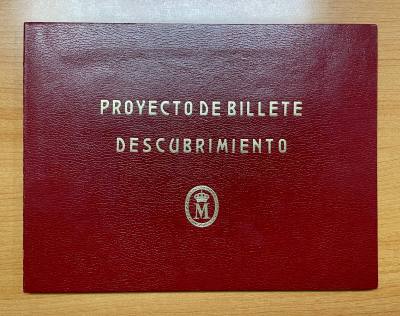 PROYECTO DE BILLETE
DESCUBRIMIENTO
M